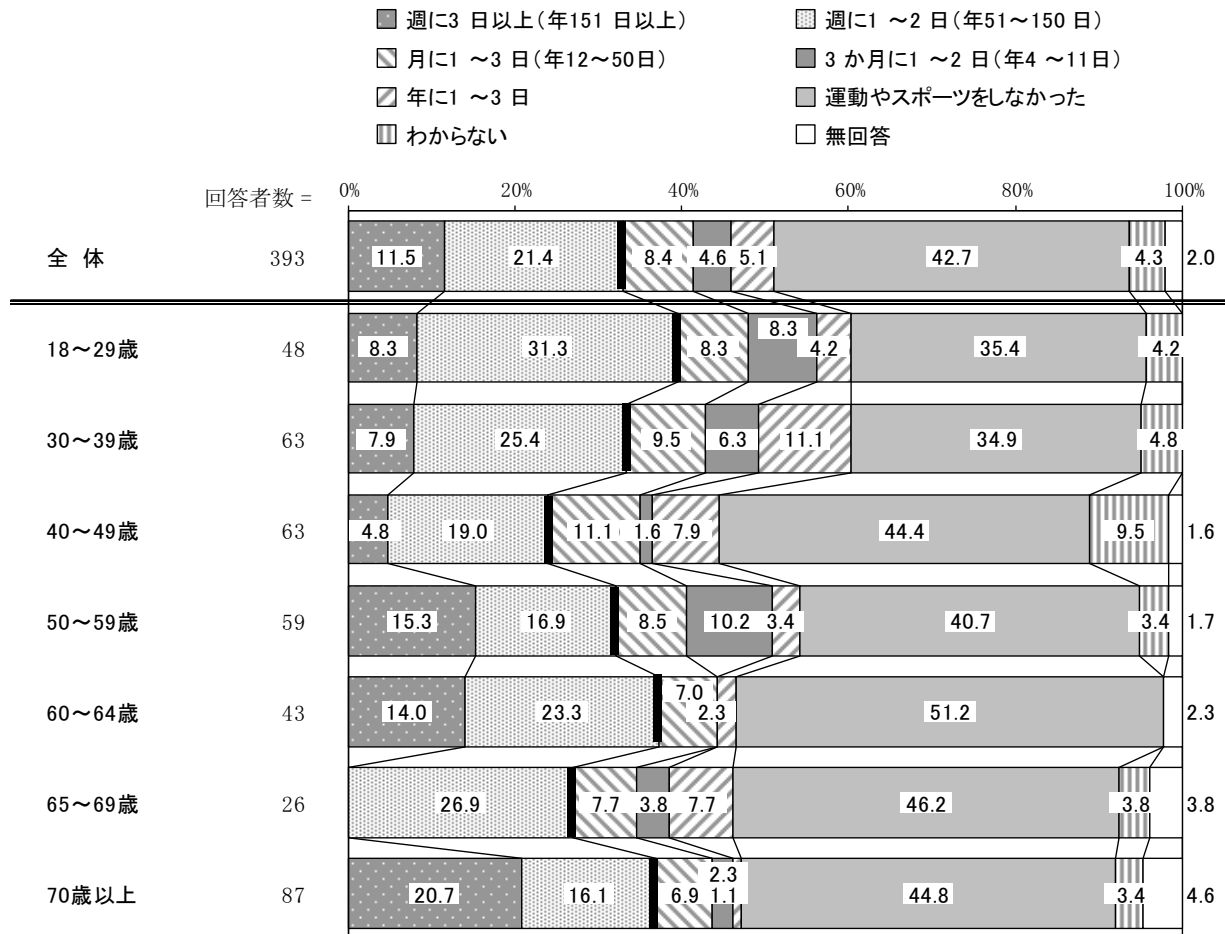 週に3 日以上(年151 日以上) 週に1 ～2 日(年51～150 日)
月に1 ～3 日(年12～50日) 3 か月に1 ～2 日(年4 ～11日)
年に1 ～3 日 運動やスポーツをしなかった
わからない 無回答
回答者数 = 0% 20% 40% 60% 80% 100%
全 体 393 11.5 21.4 8.4 4.6 5.1 42.7 4.3 2.0
18～29歳 48 8.3 31.3 8.3 8.3 4.2 35.4 4.2
30～39歳 63 7.9 25.4 9.5 6.3 11.1 34.9 4.8
40～49歳 63 4.8 19.0 11.1 1.6 7.9 44.4 9.5 1.6
50～59歳 59 15.3 16.9 8.5 10.2 3.4 40.7 3.4 1.7
60～64歳 43 14.0 23.3 7.0 2.3 51.2 2.3
65～69歳 26 26.9 7.7 3.8 7.7 46.2 3.8 3.8
70歳以上 87 20.7 16.1 6.9 2.3 1.1 44.8 3.4 4.6